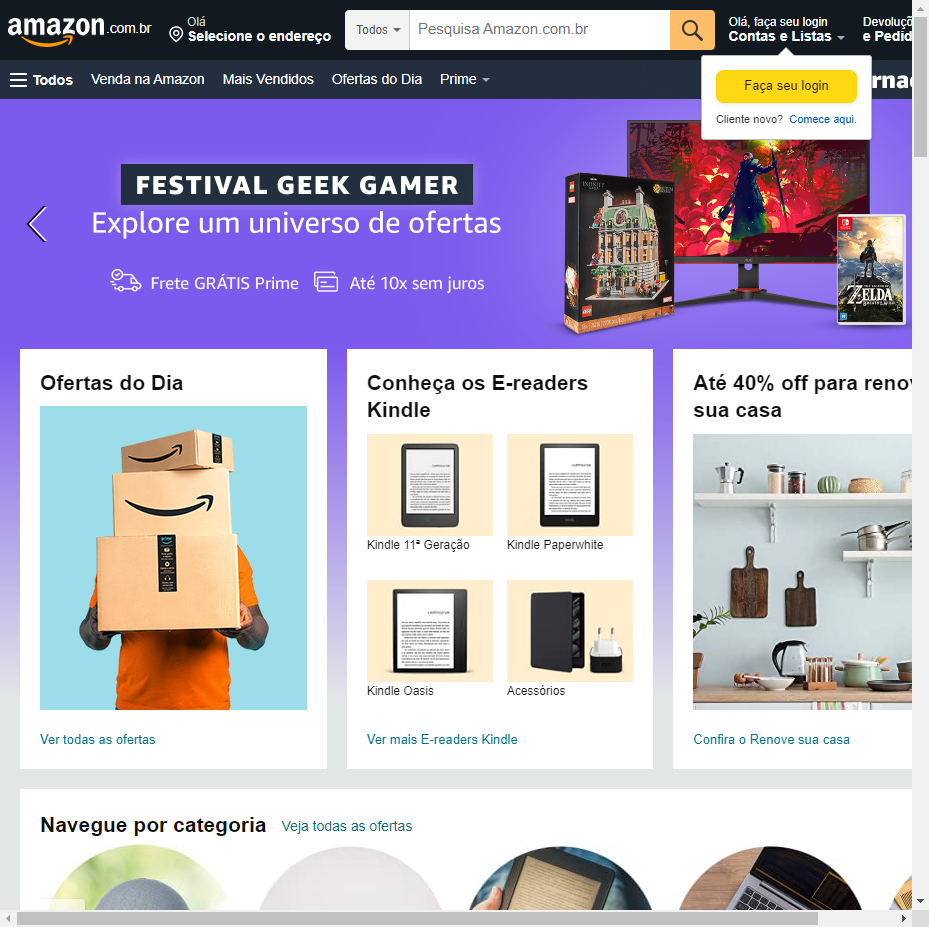 amazon.com.br
Olá
Selecione o endereço
Todos
Pesquisa Amazon.com.br
Olá, faça seu login
Contas e Listas
Devoluçõ
e Pedid
Todos
Venda na Amazon
Mais Vendidos
Ofertas do Dia
Prime
rnad
Faça seu login
Cliente novo? Comece aqui.
FESTIVAL GEEK GAMER
Explore um universo de ofertas
Frete GRÁTIS Prime
Até 10x sem juros
ZELDA
Ofertas do Dia
Ver todas as ofertas
Conheça os E-readers
Kindle
Kindle 11ª Geração
Kindle Paperwhite
Kindle Oasis
Acessórios
Ver mais E-readers Kindle
Até 40% off para renov
sua casa
Confira o Renove sua casa
Navegue por categoria
Veja todas as ofertas